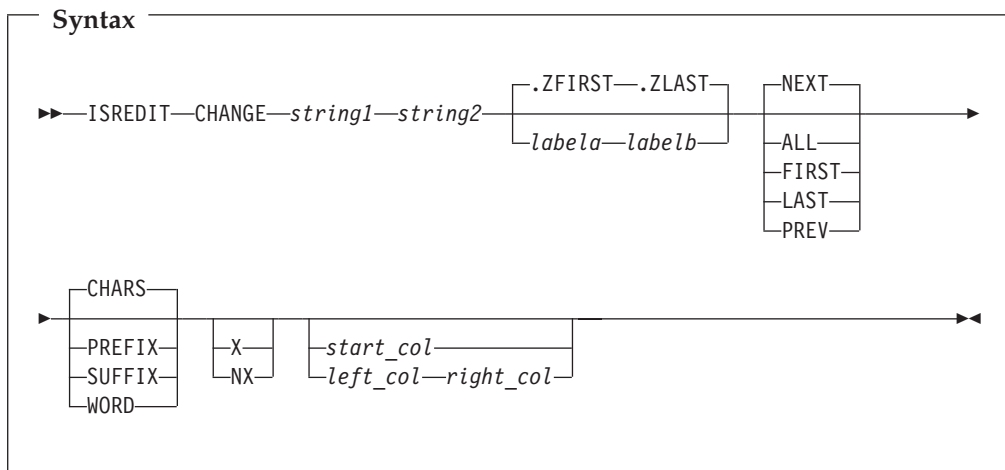 Syntax
.ZFIRST .ZLAST NEXT
ISREDIT CHANGE string1 string2
labela labelb ALL
FIRST
LAST
PREV
CHARS
PREFIX X start_col
SUFFIX NX left_col right_col
WORD